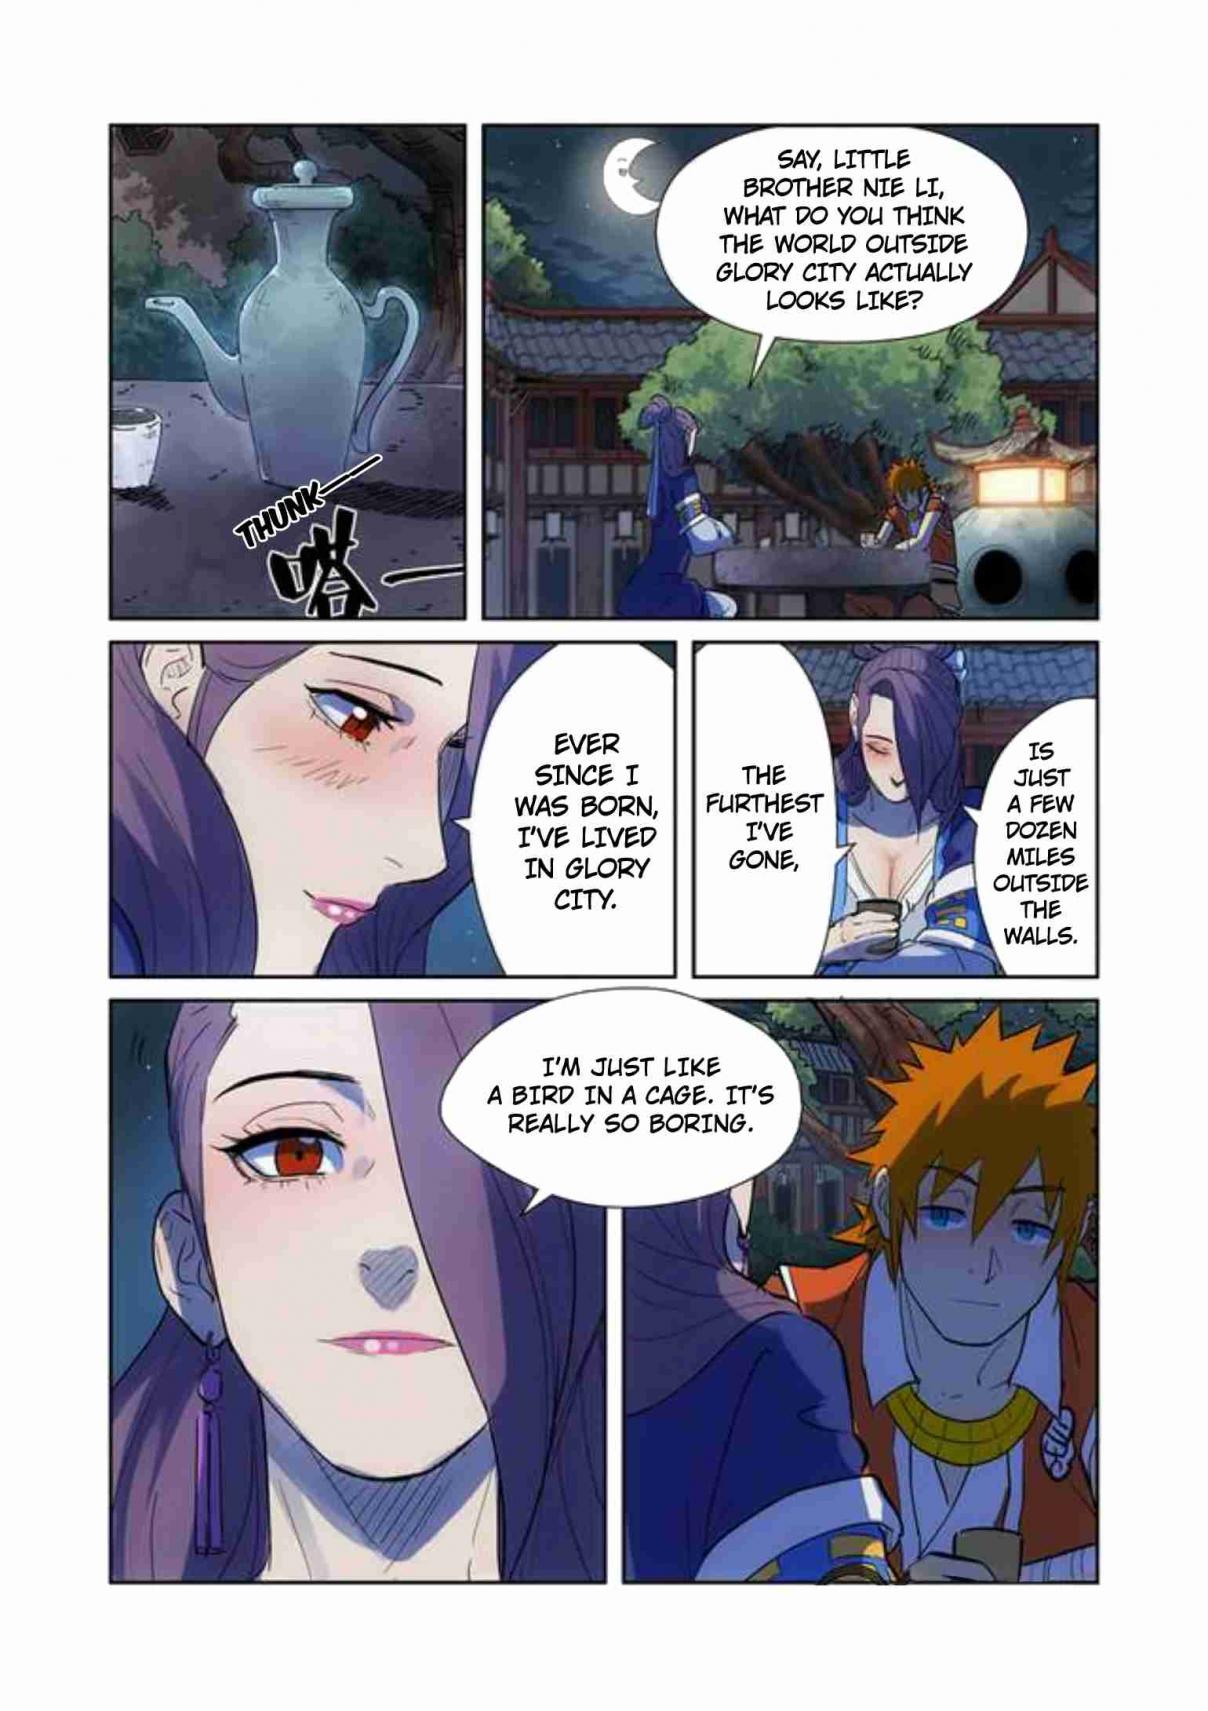 THUNK
嗒
SAY, LITTLE
BROTHER NIE LI,
WHAT DO YOU THINK
THE WORLD OUTSIDE
GLORY CITY ACTUALLY
LOOKS LIKE?
EVER
SINCE I
WAS BORN,
I'VE LIVED
IN GLORY
CITY.
THE
FURTHEST
I'VE
GONE,
IS
JUST
A FEW
DOZEN
MILES
OUTSIDE
THE
WALLS.
I'M JUST LIKE
A BIRD IN A CAGE. IT'S
REALLY SO BORING.